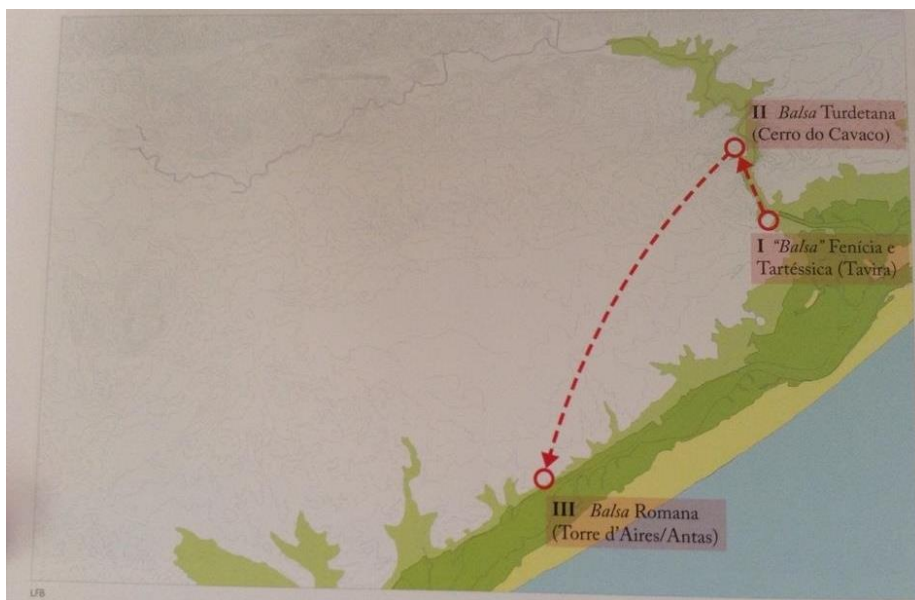 II Balsa Turdetana
(Cerro do Cavaco)
I "Balsa" Fenícia e
Tartéssica (Tavira)
III Balsa Romana
(Torre d'Aires/Antas)
LFB